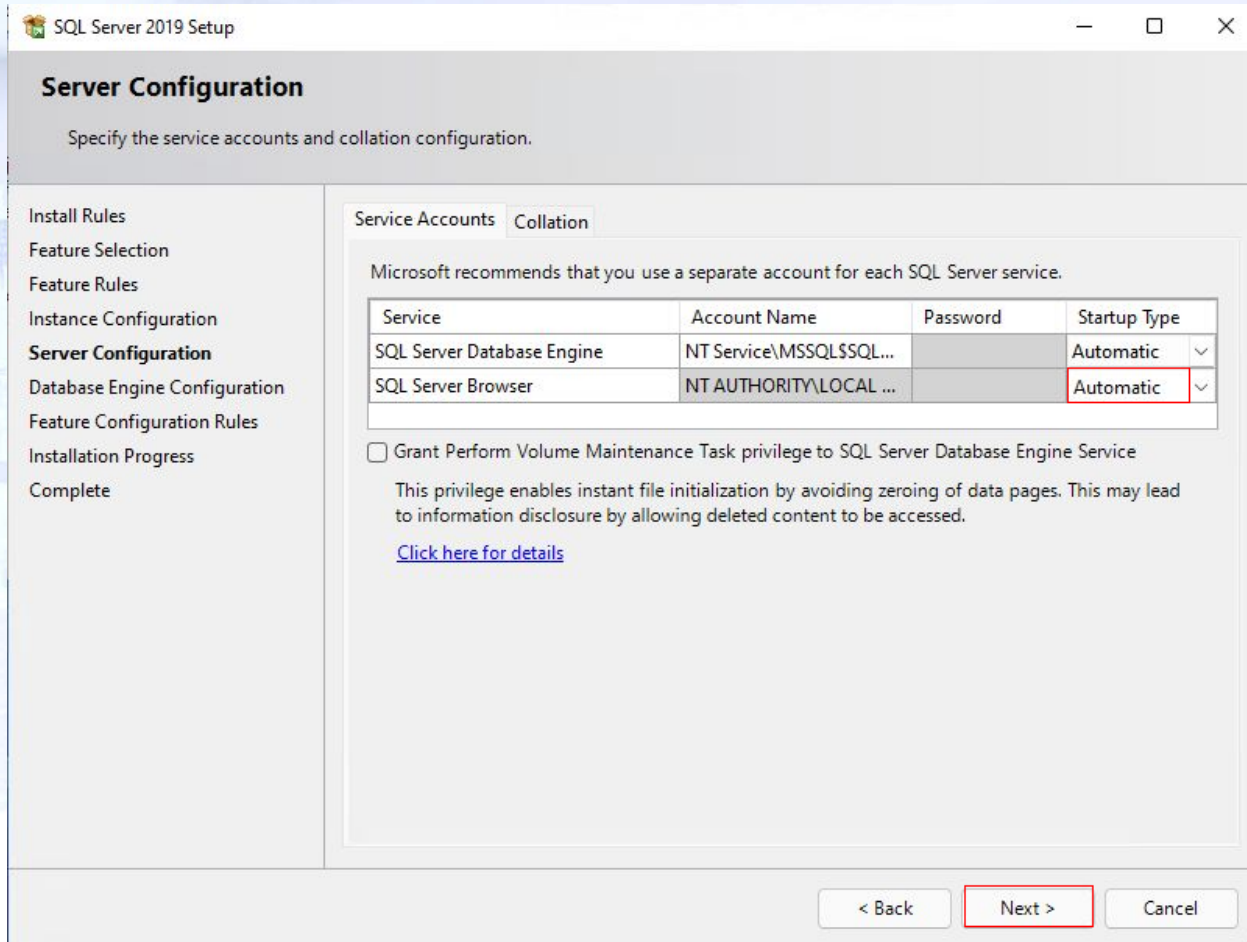 SQL Server 2019 Setup
Server Configuration
Specify the service accounts and collation configuration.
Install Rules
Feature Selection
Feature Rules
Instance Configuration
Server Configuration
Database Engine Configuration
Feature Configuration Rules
Installation Progress
Complete
Service Accounts Collation
Microsoft recommends that you use a separate account for each SQL Server service.
Service Account Name Password Startup Type
SQL Server Database Engine NT Service\MSSQL$SQL... Automatic
SQL Server Browser NT AUTHORITY\LOCAL ... Automatic
Grant Perform Volume Maintenance Task privilege to SQL Server Database Engine Service
This privilege enables instant file initialization by avoiding zeroing of data pages. This may lead
to information disclosure by allowing deleted content to be accessed.
Click here for details
< Back Next > Cancel